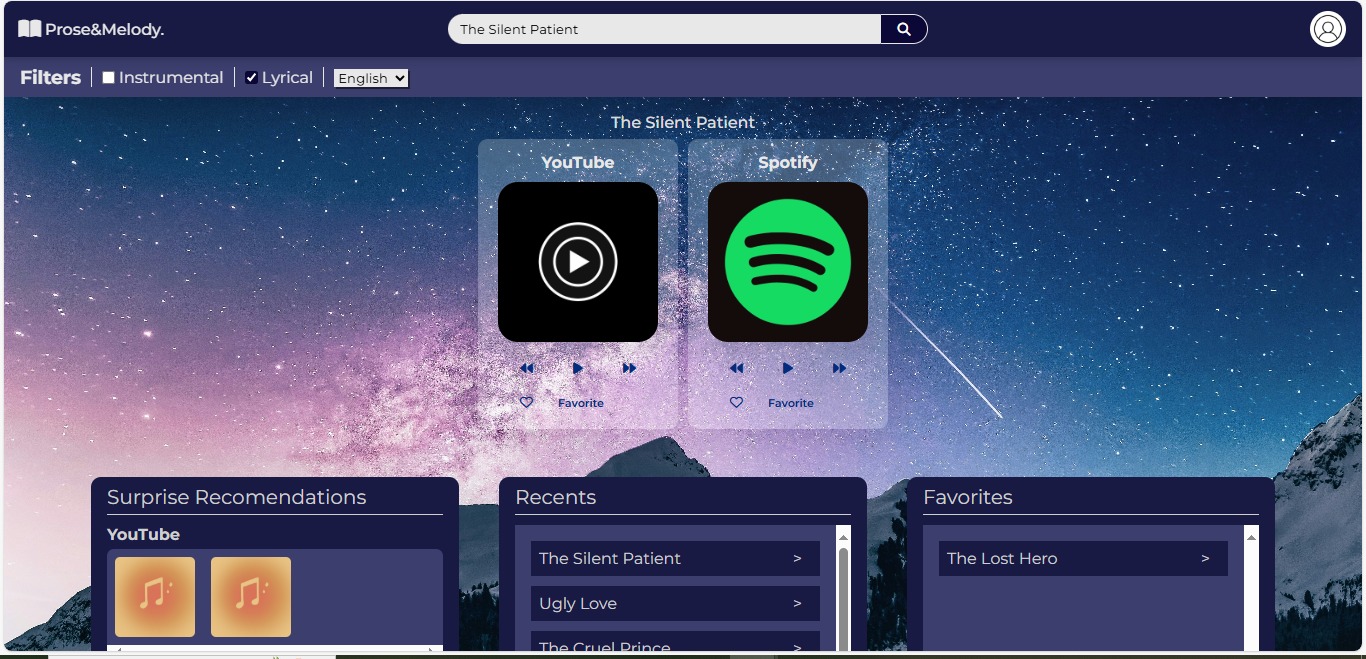 Prose&Melody.
The Silent Patient
Filters Instrumental Lyrical English
The Silent Patient
YouTube Spotify
Favorite Favorite
Surprise Recomendations
YouTube
Recents
The Silent Patient >
Ugly Love >
The Cruel Prince >
Favorites
The Lost Hero >